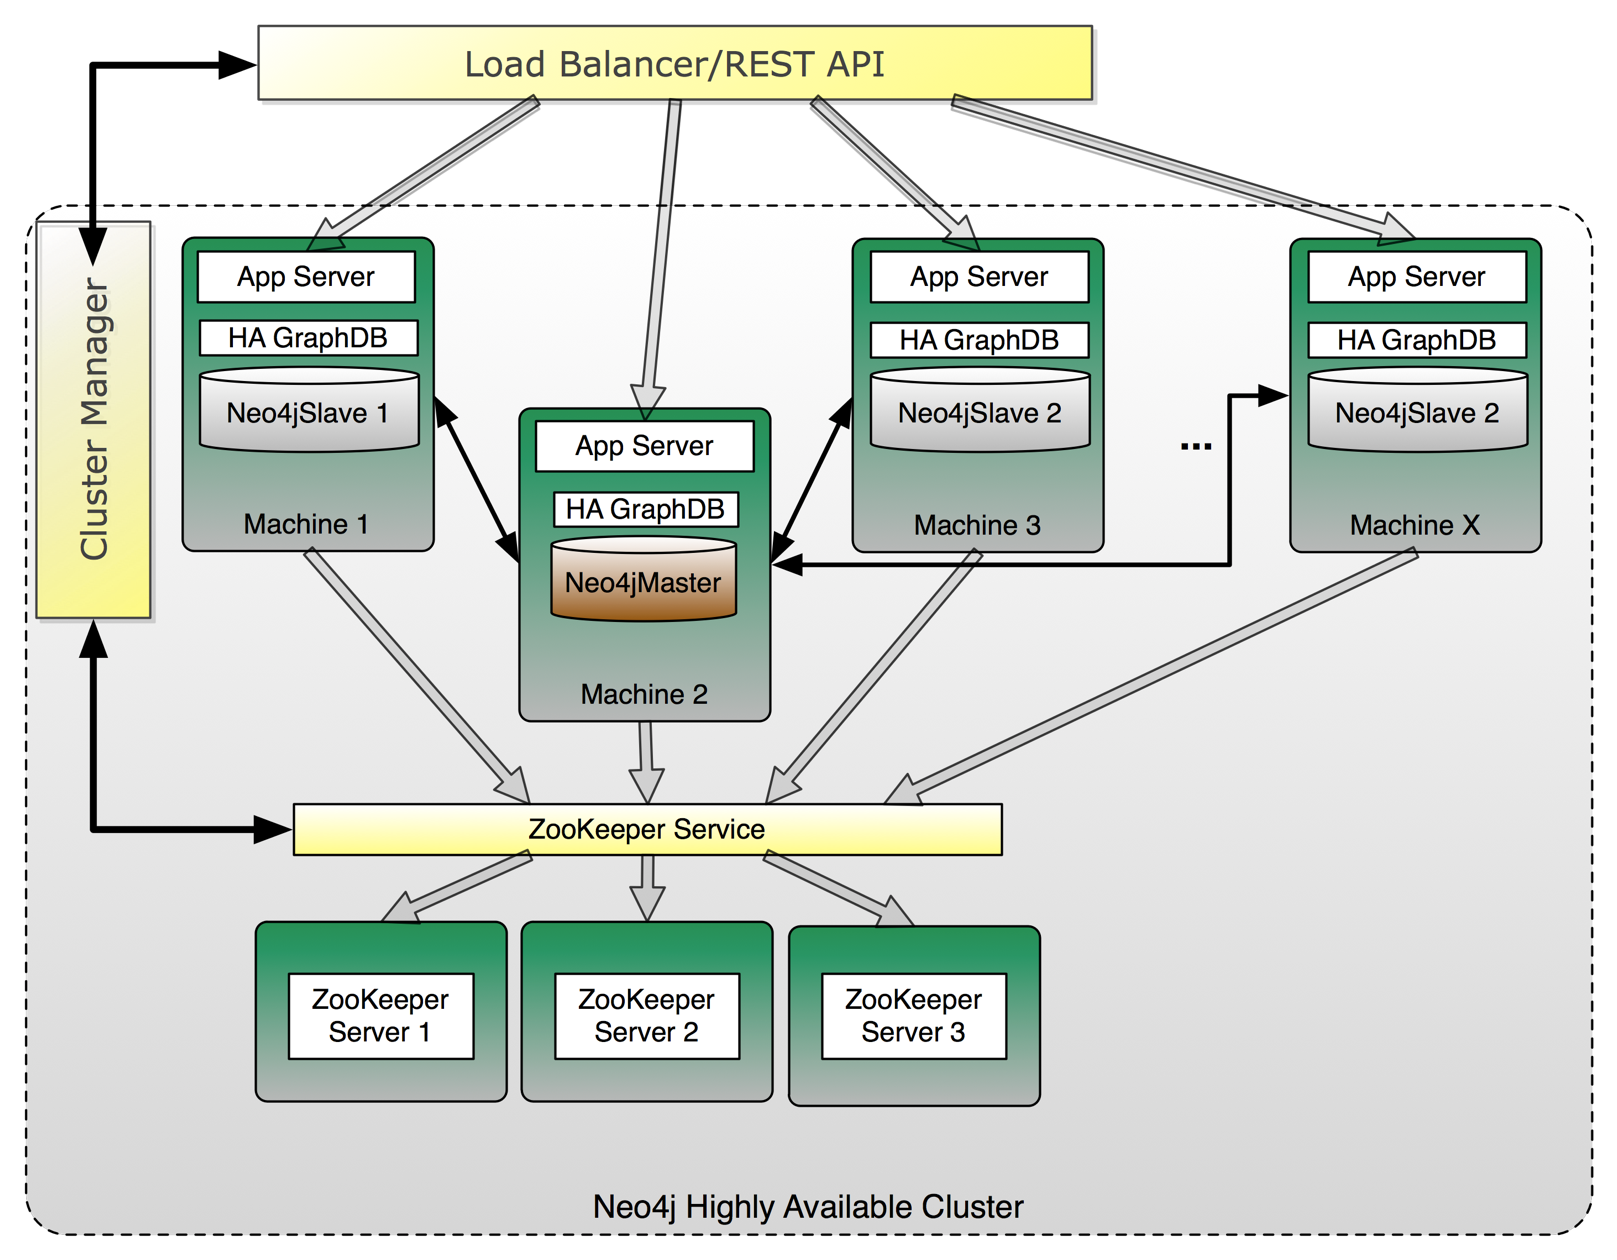 Load Balancer/REST API
Cluster Manager
App Server
HA GraphDB
Neo4jSlave 1
Machine 1
App Server
HA GraphDB
Neo4jMaster
Machine 2
App Server
HA GraphDB
Neo4jSlave 2
Machine 3
...
App Server
HA GraphDB
Neo4jSlave 2
Machine X
ZooKeeper Service
ZooKeeper
Server 1
ZooKeeper
Server 2
ZooKeeper
Server 3
Neo4j Highly Available Cluster